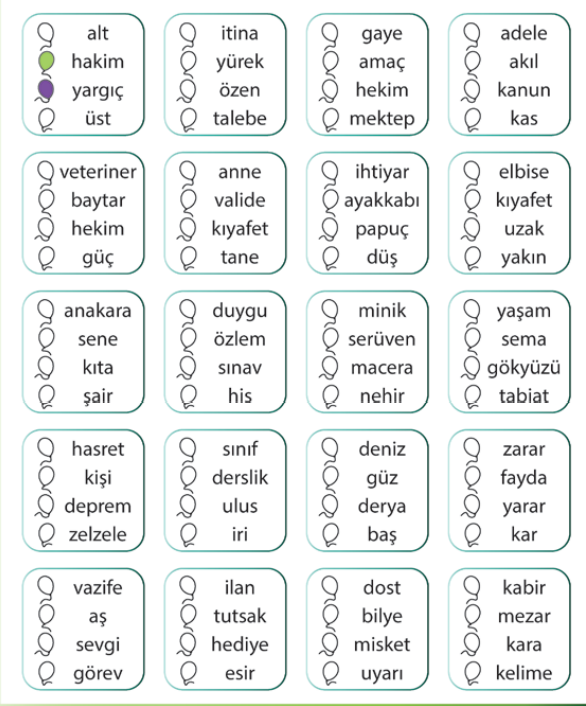 alt
hakim
yargıç
üst
itina
yürek
özen
talebe
gaye
amaç
hekim
mektep
adele
akıl
kanun
kas
veteriner
baytar
hekim
güç
anne
valide
kıyafet
tane
ihtiyar
ayakkabı
papuç
düş
elbise
kıyafet
uzak
yakın
anakara
sene
kıta
şair
duygu
özlem
sınav
his
minik
serüven
macera
nehir
yaşam
sema
gökyüzü
tabiat
hasret
kişi
deprem
zelzele
sınıf
derslik
ulus
iri
deniz
güz
derya
baş
zarar
fayda
yarar
kar
vazife
aş
sevgi
görev
ilan
tutsak
hediye
esir
dost
bilye
misket
uyarı
kabir
mezar
kara
kelime